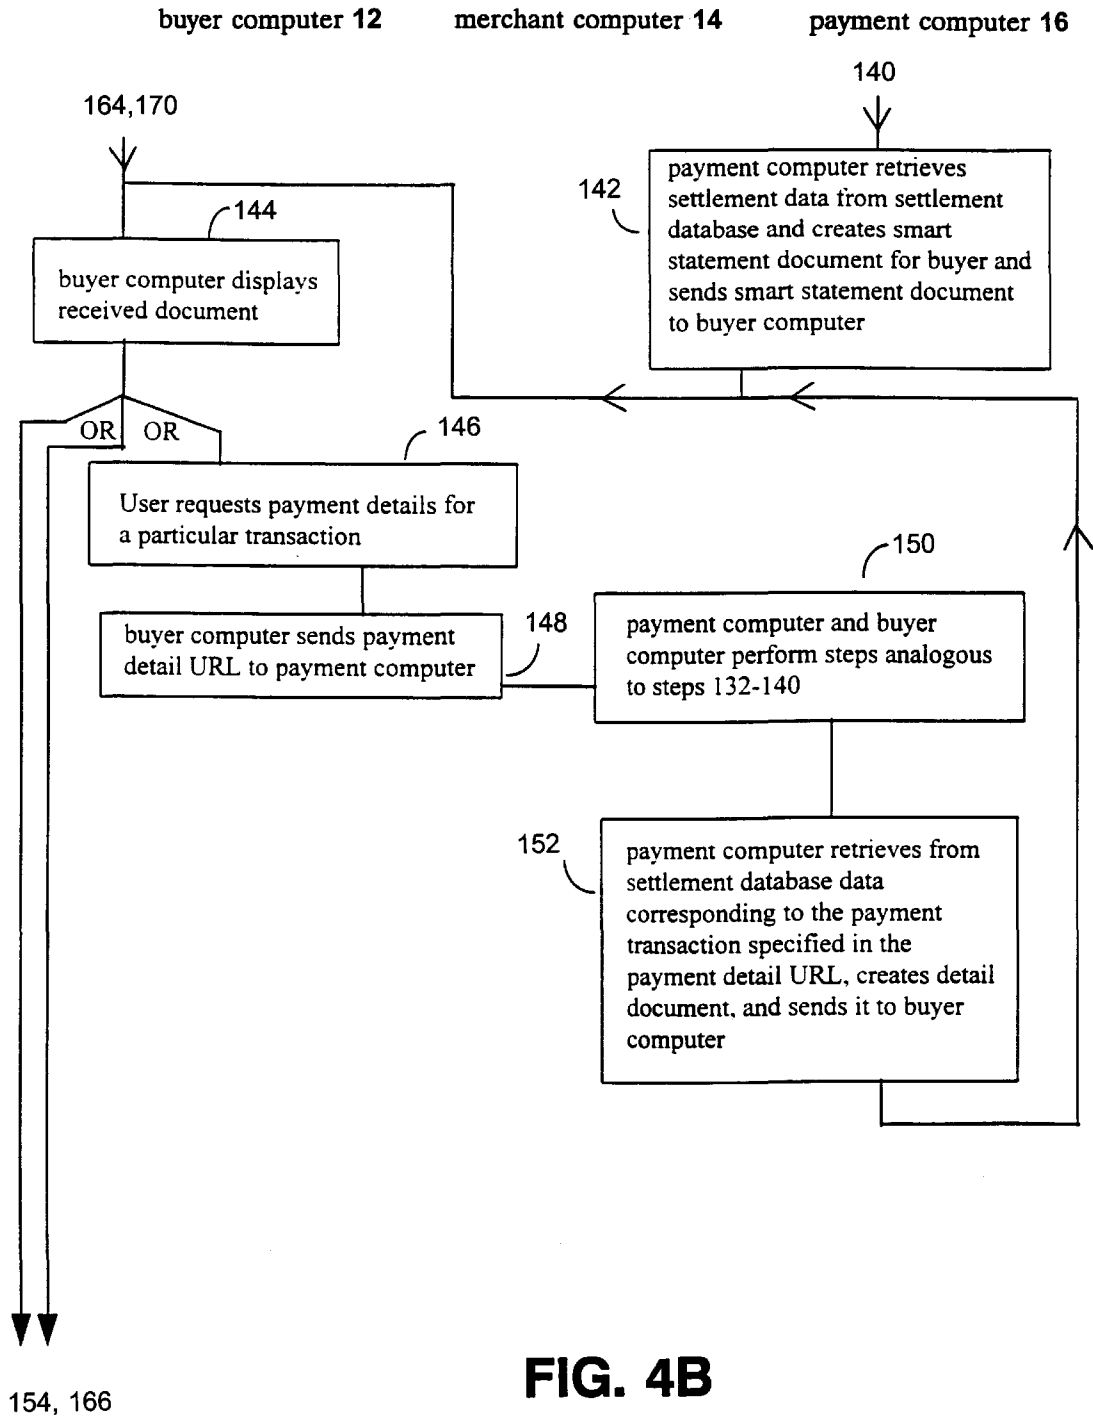 buyer computer 12 merchant computer 14 payment computer 16
140
164,170
142
payment computer retrieves
settlement data from settlement
database and creates smart
statement document for buyer and
sends smart statement document
to buyer computer
144
buyer computer displays
received document
OR OR
146
User requests payment details for
a particular transaction
150
148
buyer computer sends payment
detail URL to payment computer
payment computer and buyer
computer perform steps analogous
to steps 132-140
152
payment computer retrieves from
settlement database data
corresponding to the payment
transaction specified in the
payment detail URL, creates detail
document, and sends it to buyer
computer
154, 166
FIG. 4B